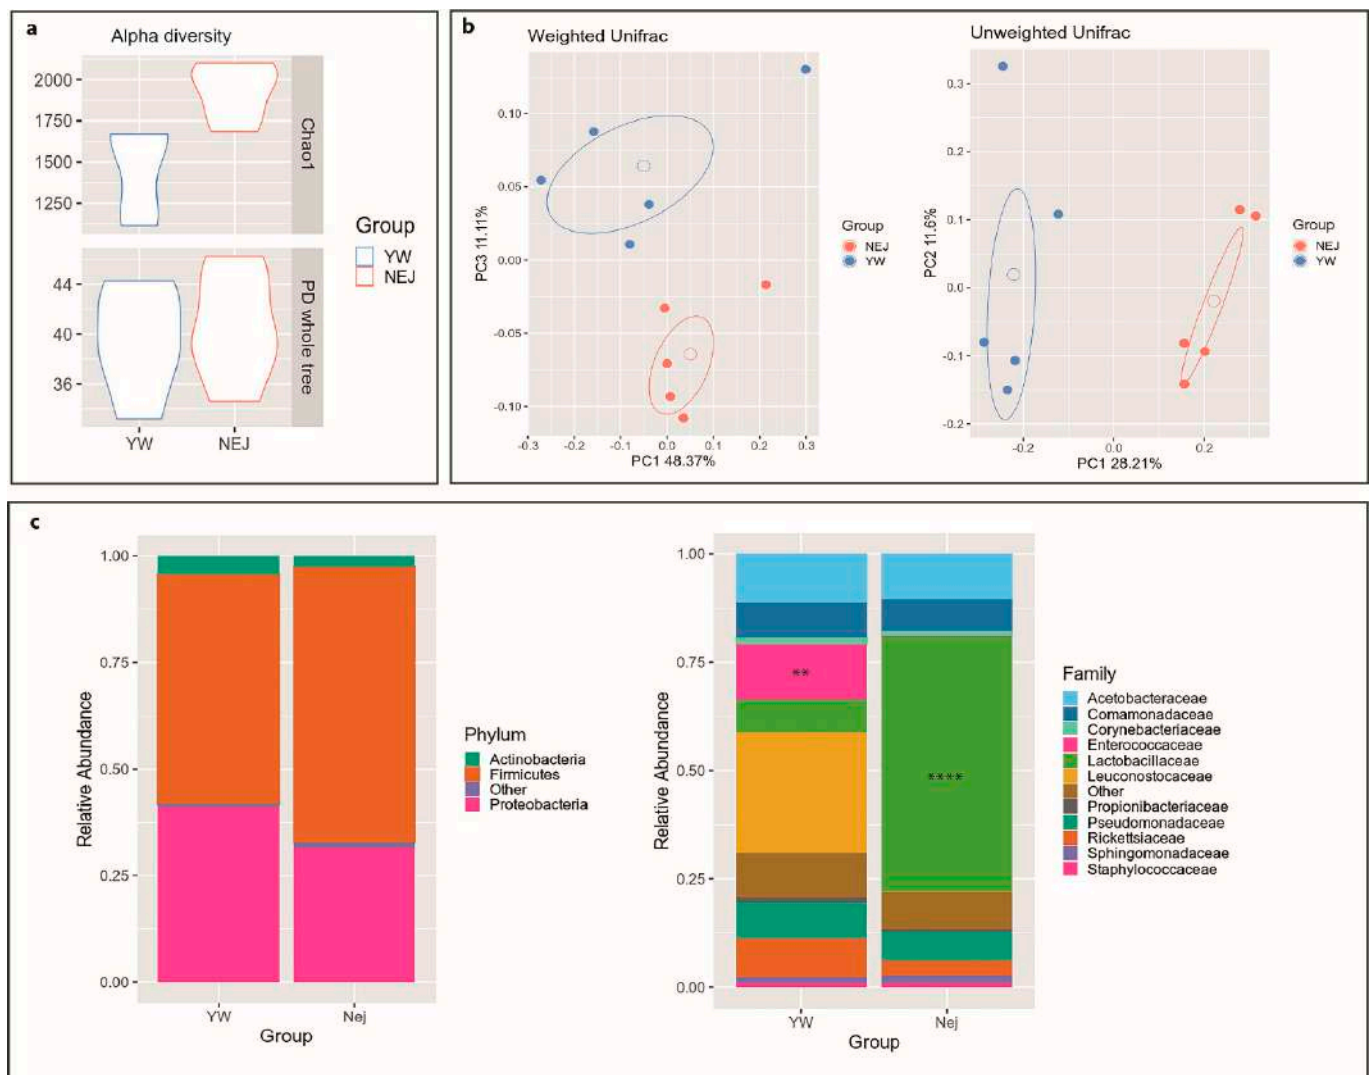 a
Alpha diversity
2000
1750
1500
1250
Chao1
44
40
36
PD whole tree
YW
NEJ
Group
YW
NEJ
b
Weighted Unifrac
0.10
0.05
0.00
-0.05
-0.10
PC3 11.11%
-0.3
-0.2
-0.1
0.0
0.1
0.2
0.3
PC1 48.37%
Group
NEJ
YW
Unweighted Unifrac
0.3
0.2
0.1
0.0
-0.1
-0.2
PC2 11.6%
-0.2
0.0
0.2
PC1 28.21%
Group
NEJ
YW
c
1.00
0.75
0.50
0.25
0.00
Relative Abundance
YW
Nej
Group
Phylum
Actinobacteria
Firmicutes
Other
Proteobacteria
1.00
0.75
0.50
0.25
0.00
Relative Abundance
**
****
YW
Nej
Group
Family
Acetobacteraceae
Comamonadaceae
Corynebacteriaceae
Enterococcaceae
Lactobacillaceae
Leuconostocaceae
Other
Propionibacteriaceae
Pseudomonadaceae
Rickettsiaceae
Sphingomonadaceae
Staphylococcaceae